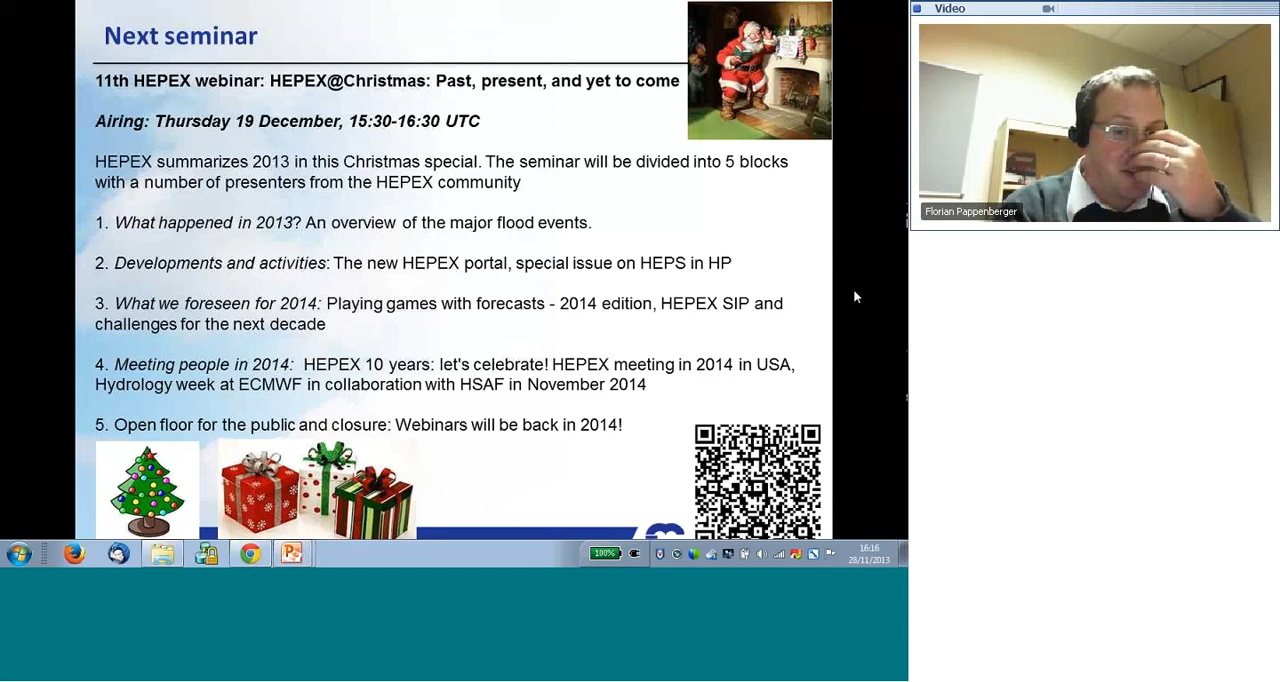 Next seminar
11th HEPEX webinar: HEPEX@Christmas: Past, present, and yet to come
Airing: Thursday 19 December, 15:30-16:30 UTC
HEPEX summarizes 2013 in this Christmas special. The seminar will be divided into 5 blocks
with a number of presenters from the HEPEX community
1. What happened in 2013? An overview of the major flood events.
2. Developments and activities: The new HEPEX portal, special issue on HEPS in HP
3. What we foreseen for 2014: Playing games with forecasts - 2014 edition, HEPEX SIP and
challenges for the next decade
4. Meeting people in 2014: HEPEX 10 years: let's celebrate! HEPEX meeting in 2014 in USA,
Hydrology week at ECMWF in collaboration with HSAF in November 2014
5. Open floor for the public and closure: Webinars will be back in 2014!
100%
16:16
28/11/2013
Video
Florian Pappenberger